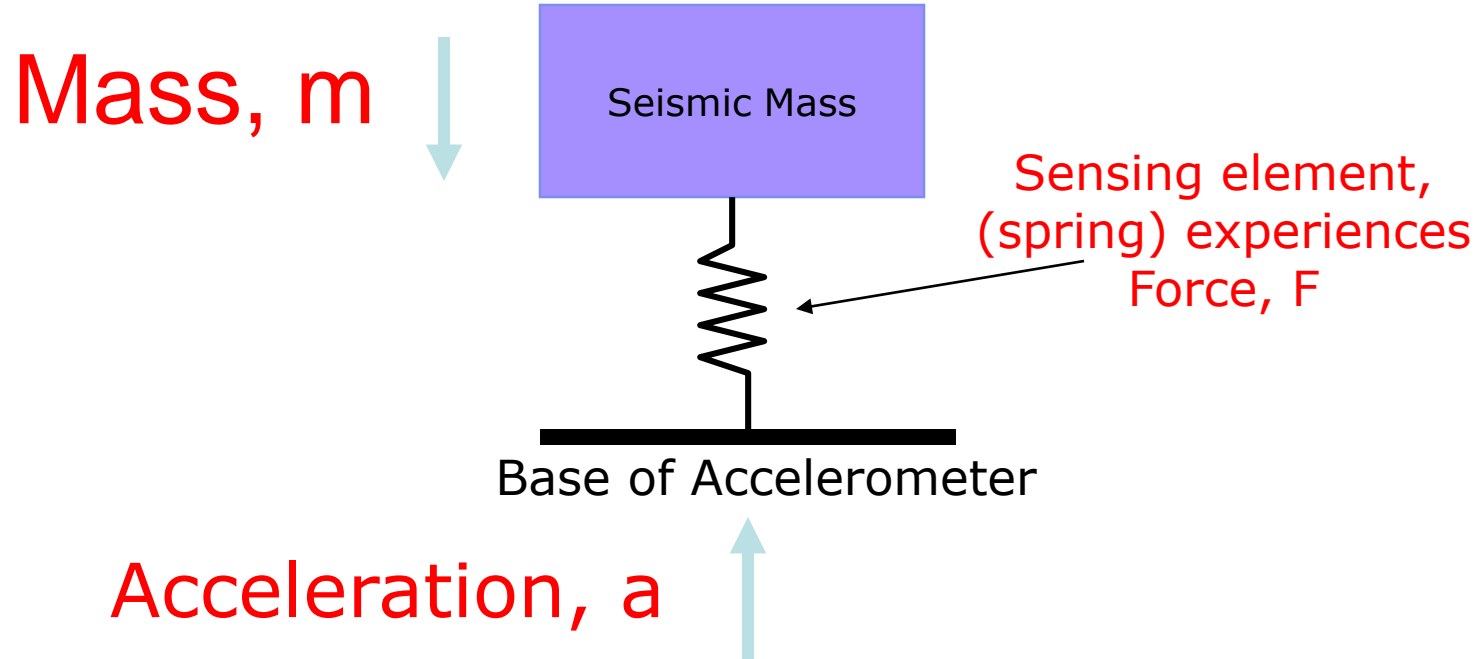 Mass, m
Seismic Mass
Sensing element,
(spring) experiences
Force, F
Base of Accelerometer
Acceleration, a